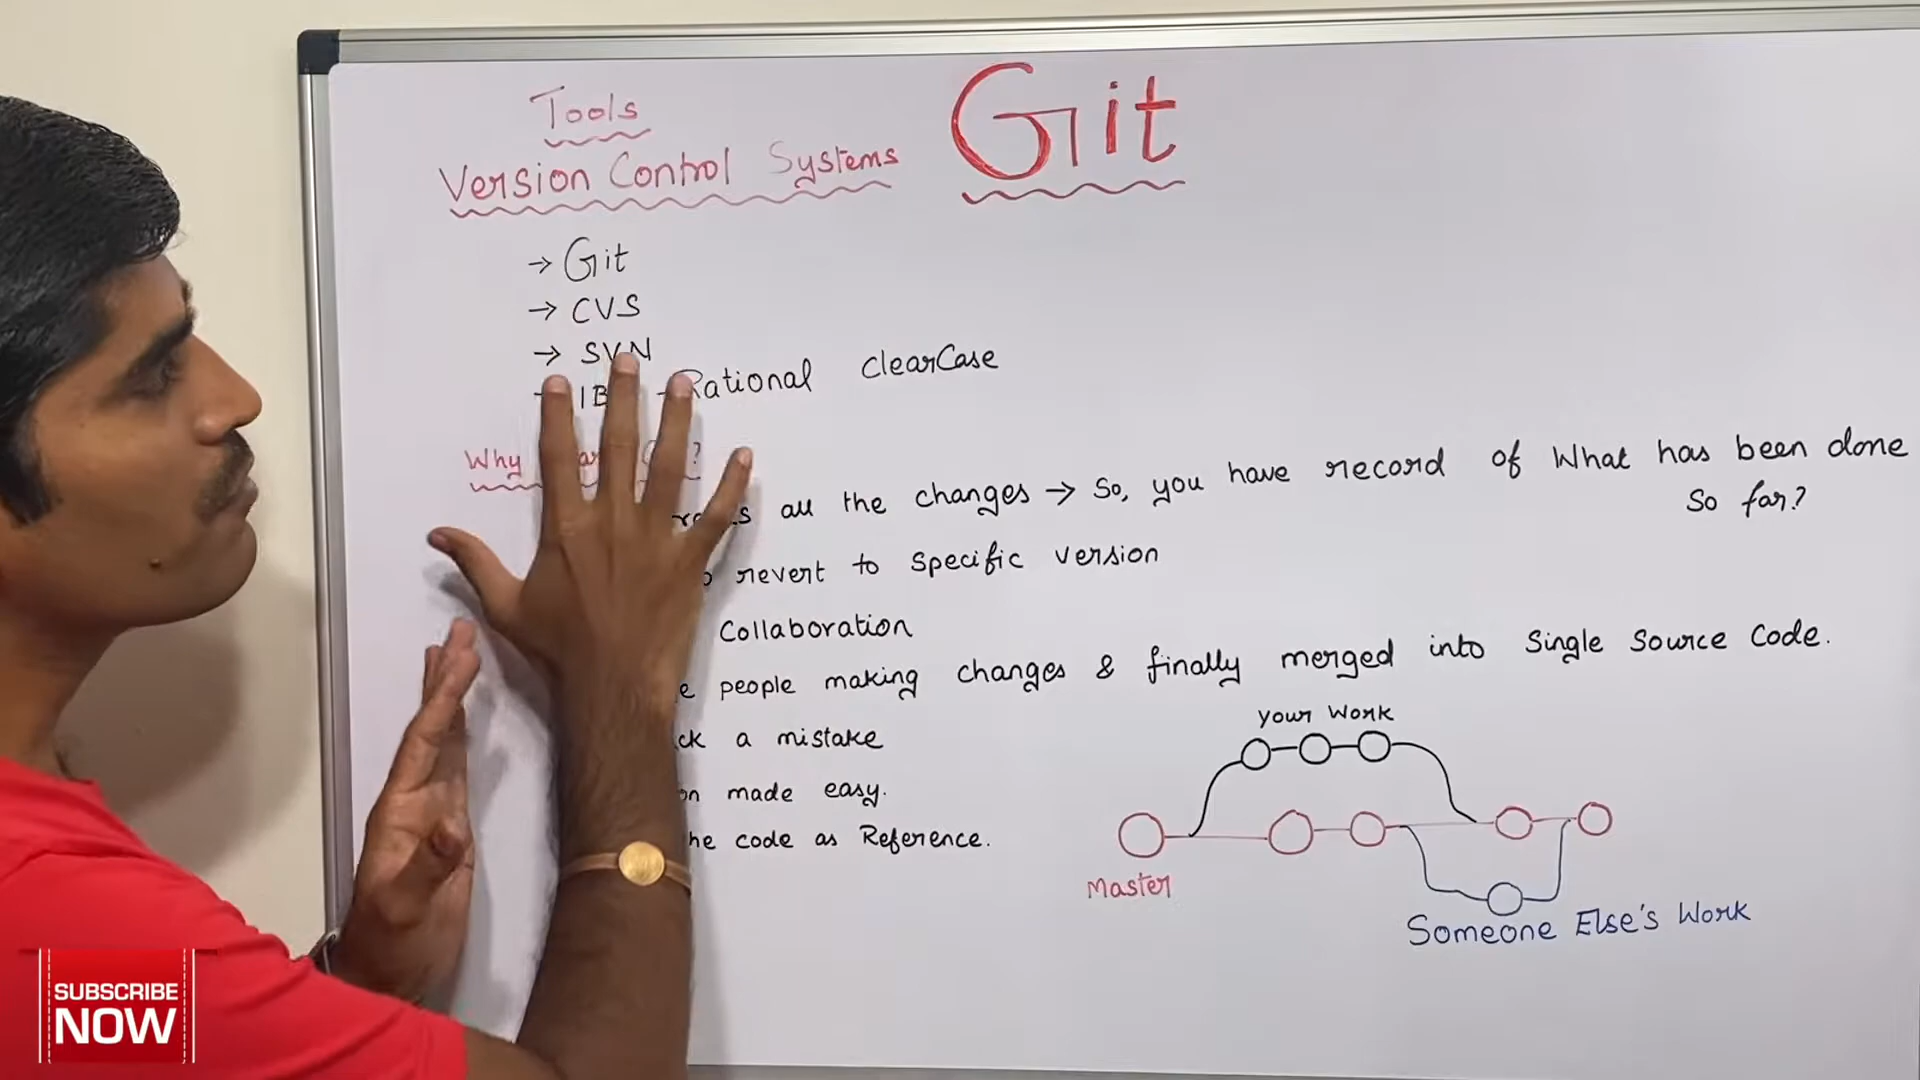 Tools
Version Control Systems
Git
→ Git
→ CVS
→ SVN
Rational ClearCase
Why ?
all the changes → So, you have record of What has been done
So far?
revert to specific version
Collaboration
people making changes & finally merged into Single Source Code.
a mistake
made easy.
code as Reference.
your Work
Master
Someone Else's Work
SUBSCRIBE
NOW